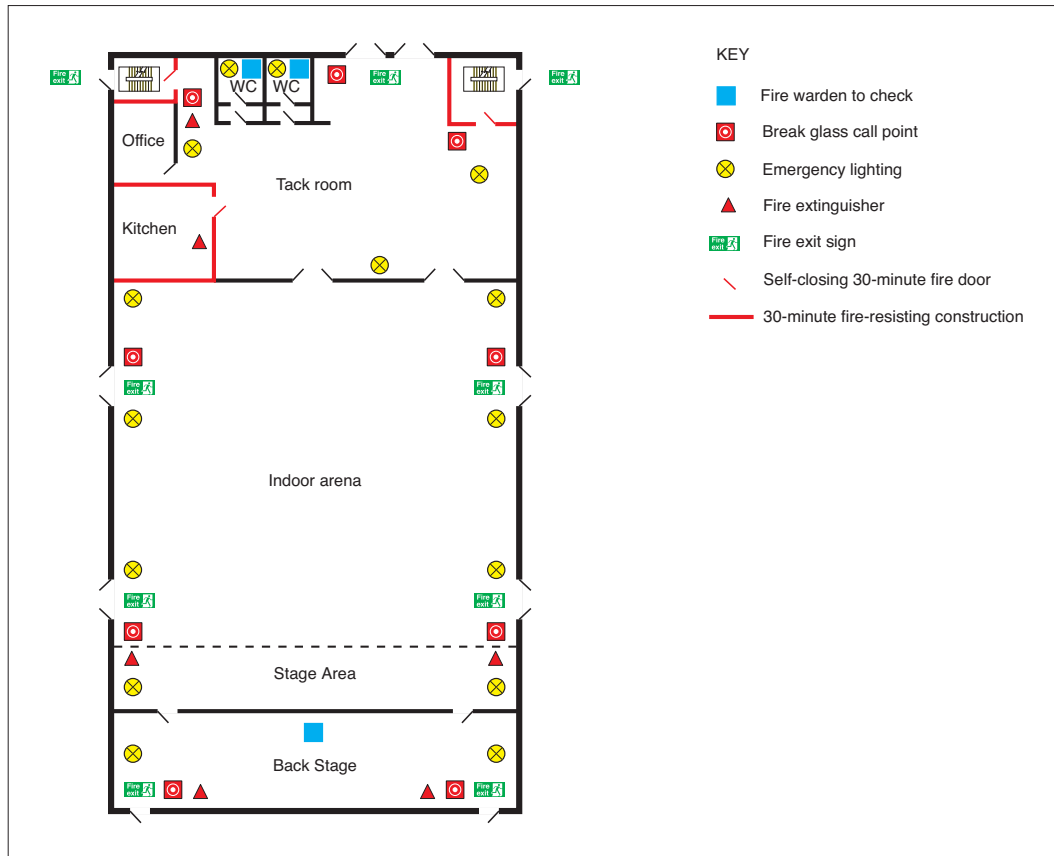 KEY
Fire exit
Fire exit
Fire exit
WC
WC
Fire warden to check
Break glass call point
Office
Emergency lighting
Tack room
Fire extinguisher
Kitchen
Fire exit sign
Fire exit
Self-closing 30-minute fire door
30-minute fire-resisting construction
Fire exit
Fire exit
Indoor arena
Fire exit
Fire exit
Stage Area
Back Stage
Fire exit
Fire exit